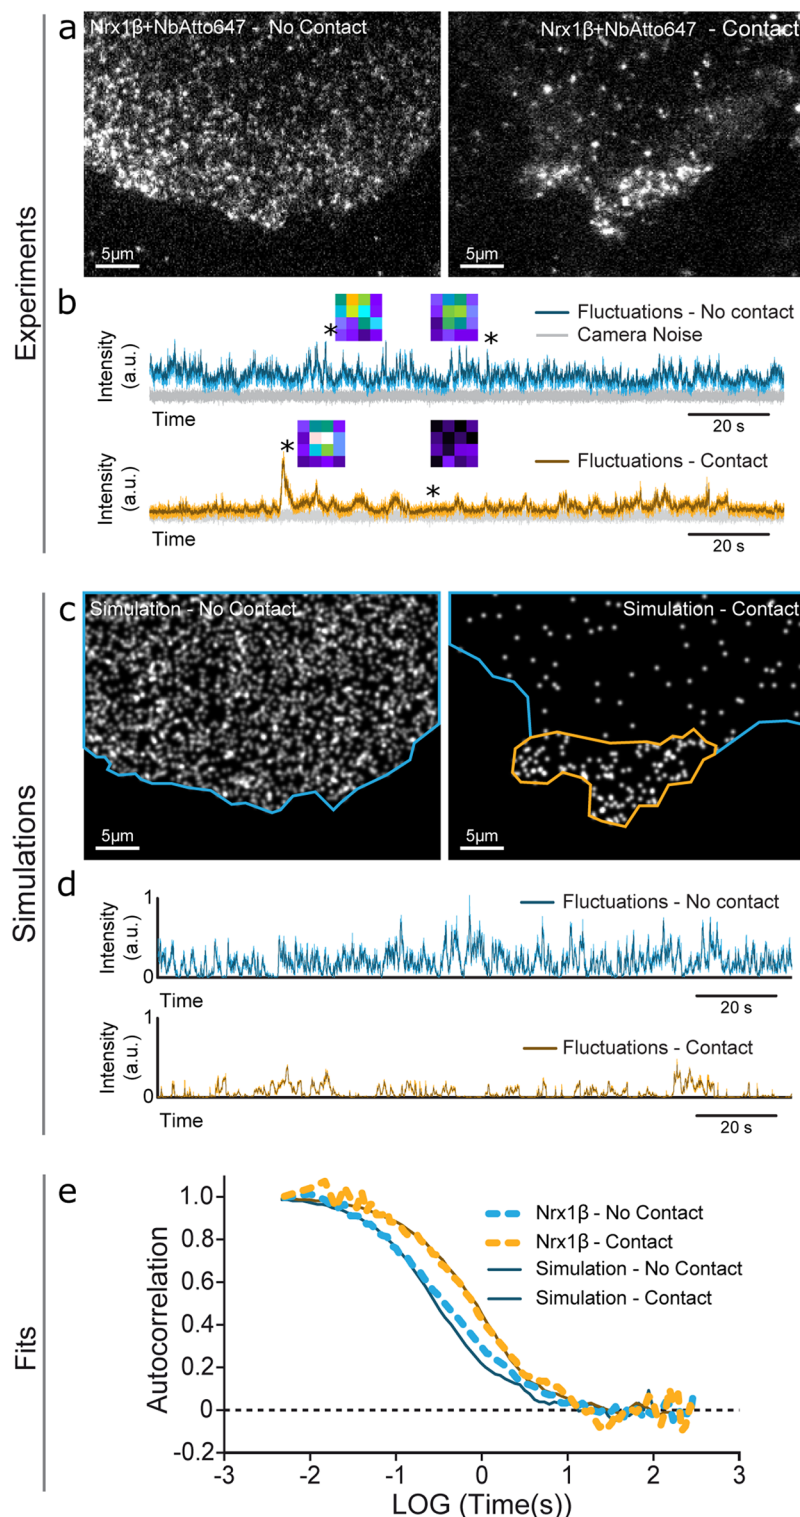 a
Nrx1β+NbAtto647 - No Contact
Nrx1β+NbAtto647 - Contact
5µm
5µm
Experiments
b
*
*
Fluctuations - No contact
Camera Noise
Intensity
(a.u.)
Time
20 s
*
*
Fluctuations - Contact
Intensity
(a.u.)
Time
20 s
c
Simulation - No Contact
Simulation - Contact
5µm
5µm
Simulations
d
1
Fluctuations - No contact
Intensity
(a.u.)
0
Time
20 s
1
Fluctuations - Contact
Intensity
(a.u.)
0
Time
20 s
e
Fits
Autocorrelation
1.0
0.8
0.6
0.4
0.2
0
-0.2
Nrx1β - No Contact
Nrx1β - Contact
Simulation - No Contact
Simulation - Contact
-3 -2 -1 0 1 2 3
LOG (Time(s))